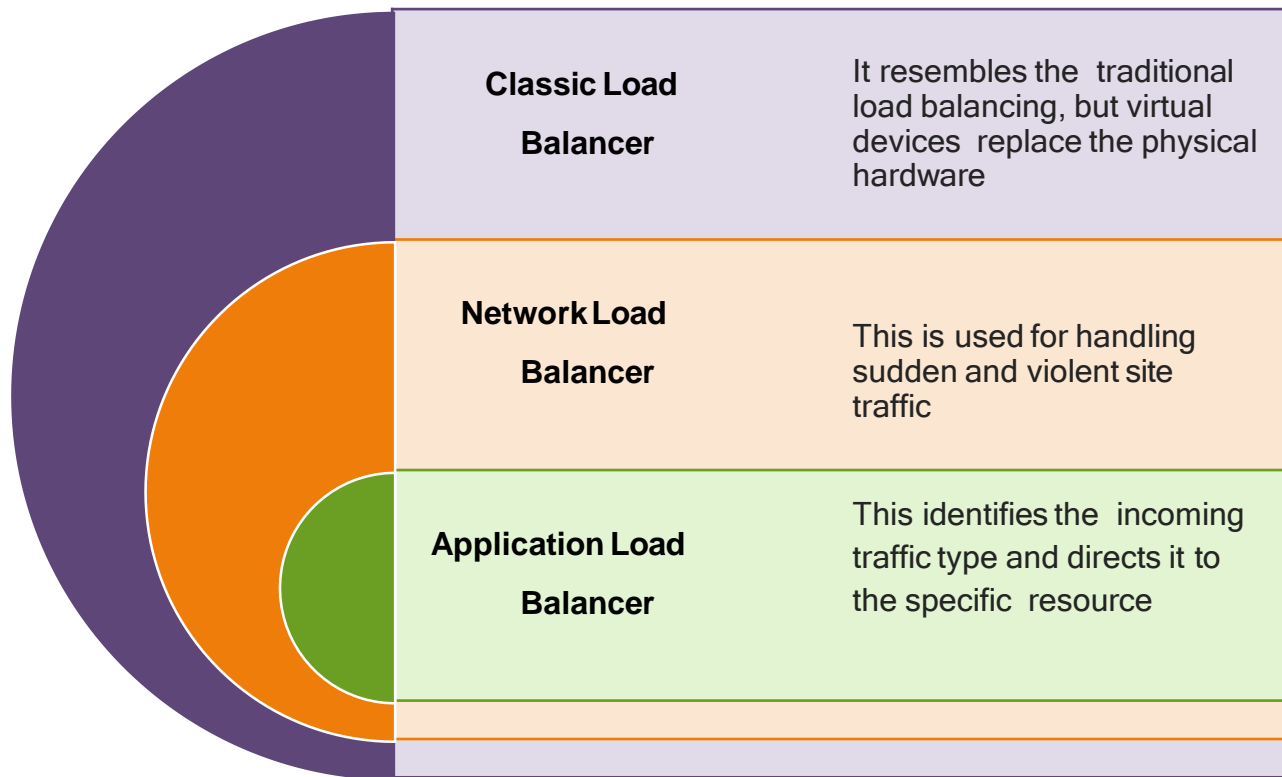 Classic Load
Balancer
It resembles the traditional
load balancing, but virtual
devices replace the physical
hardware
Network Load
Balancer
This is used for handling
sudden and violent site
traffic
Application Load
Balancer
This identifies the incoming
traffic type and directs it to
the specific resource